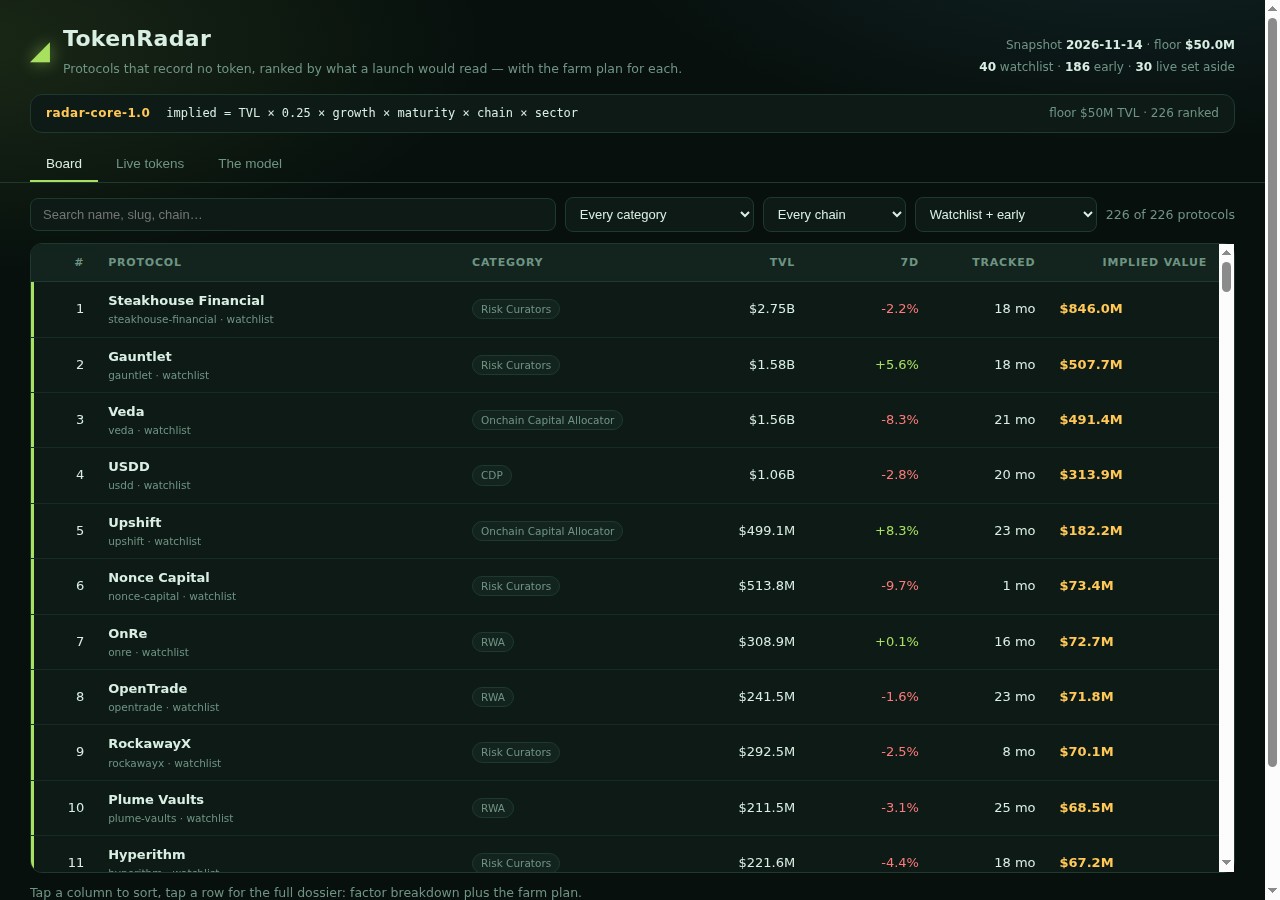 TokenRadar
Protocols that record no token, ranked by what a launch would read — with the farm plan for each.
Snapshot 2026-11-14 · floor $50.0M
40 watchlist · 186 early · 30 live set aside
radar-core-1.0 implied = TVL × 0.25 × growth × maturity × chain × sector
floor $50M TVL · 226 ranked
Board Live tokens The model
Search name, slug, chain… Every category Every chain Watchlist + early 226 of 226 protocols
# PROTOCOL CATEGORY TVL 7D TRACKED IMPLIED VALUE
1 Steakhouse Financial Risk Curators $2.75B -2.2% 18 mo $846.0M
steakhouse-financial · watchlist
2 Gauntlet Risk Curators $1.58B +5.6% 18 mo $507.7M
gauntlet · watchlist
3 Veda Onchain Capital Allocator $1.56B -8.3% 21 mo $491.4M
veda · watchlist
4 USDD CDP $1.06B -2.8% 20 mo $313.9M
usdd · watchlist
5 Upshift Onchain Capital Allocator $499.1M +8.3% 23 mo $182.2M
upshift · watchlist
6 Nonce Capital Risk Curators $513.8M -9.7% 1 mo $73.4M
nonce-capital · watchlist
7 OnRe RWA $308.9M +0.1% 16 mo $72.7M
onre · watchlist
8 OpenTrade RWA $241.5M -1.6% 23 mo $71.8M
opentrade · watchlist
9 RockawayX Risk Curators $292.5M -2.5% 8 mo $70.1M
rockawayx · watchlist
10 Plume Vaults RWA $211.5M -3.1% 25 mo $68.5M
plume-vaults · watchlist
11 Hyperithm Risk Curators $221.6M -4.4% 18 mo $67.2M
hyperithm · watchlist
Tap a column to sort, tap a row for the full dossier: factor breakdown plus the farm plan.